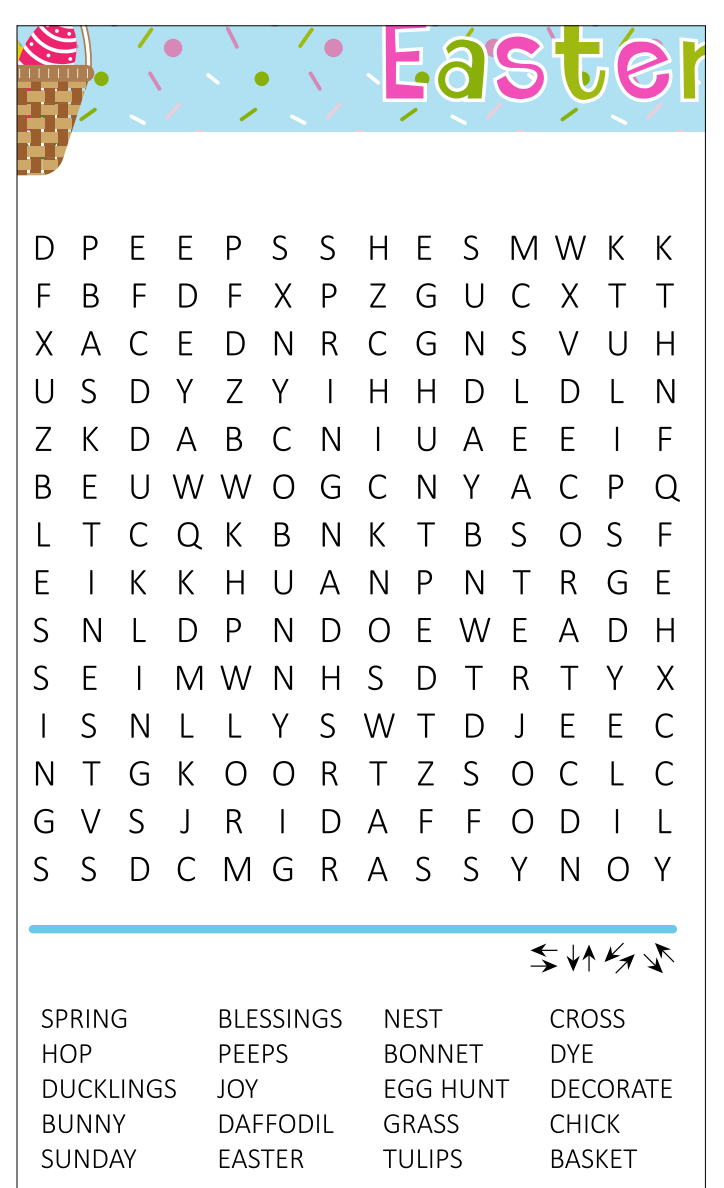 Easter
D P E E P S S H E S M W K K
F B F D F X P Z G U C X T T
X A C E D N R C G N S V U H
U S D Y Z Y I H H D L D L N
Z K D A B C N I U A E E I F
B E U W W O G C N Y A C P Q
L T C Q K B N K T B S O S F
E I K K H U A N P N T R G E
S N L D P N D O E W E A D H
S E I M W N H S D T R T Y X
I S N L L Y S W T D J E E C
N T G K O O R T Z S O C L C
G V S J R I D A F F O D I L
S S D C M G R A S S Y N O Y
SPRING BLESSINGS NEST CROSS
HOP PEEPS BONNET DYE
DUCKLINGS JOY EGG HUNT DECORATE
BUNNY DAFFODIL GRASS CHICK
SUNDAY EASTER TULIPS BASKET